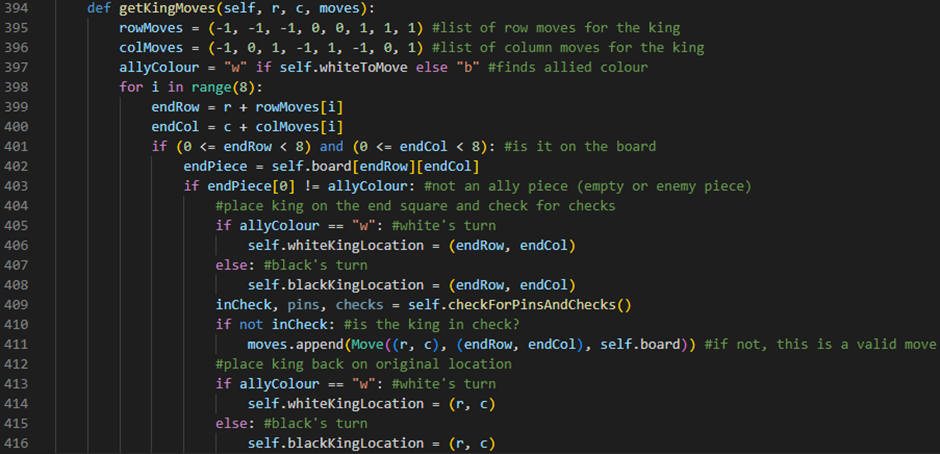 394 def getKingMoves(self, r, c, moves):
395 rowMoves = (-1, -1, -1, 0, 0, 1, 1, 1) #list of row moves for the king
396 colMoves = (-1, 0, 1, -1, 1, -1, 0, 1) #list of column moves for the king
397 allyColour = "w" if self.whiteToMove else "b" #finds allied colour
398 for i in range(8):
399 endRow = r + rowMoves[i]
400 endCol = c + colMoves[i]
401 if (0 <= endRow < 8) and (0 <= endCol < 8): #is it on the board
402 endPiece = self.board[endRow][endCol]
403 if endPiece[0] != allyColour: #not an ally piece (empty or enemy piece)
404 #place king on the end square and check for checks
405 if allyColour == "w": #white's turn
406 self.whiteKingLocation = (endRow, endCol)
407 else: #black's turn
408 self.blackKingLocation = (endRow, endCol)
409 inCheck, pins, checks = self.checkForPinsAndChecks()
410 if not inCheck: #is the king in check?
411 moves.append(Move((r, c), (endRow, endCol), self.board)) #if not, this is a valid move
412 #place king back on original location
413 if allyColour == "w": #white's turn
414 self.whiteKingLocation = (r, c)
415 else: #black's turn
416 self.blackKingLocation = (r, c)